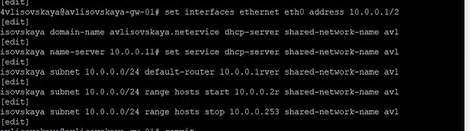 [edit]
4vlisovskaya@avlisovskaya-gw-01# set interfaces ethernet eth0 address 10.0.0.1/2
[edit]
isovskaya domain-name avlisovskaya.neservice dhcp-server shared-network-name avl
[edit]
isovskaya name-server 10.0.0.11# set service dhcp-server shared-network-name avl
[edit]
isovskaya subnet 10.0.0.0/24 default-router 10.0.0.1rver shared-network-name avl
[edit]
isovskaya subnet 10.0.0.0/24 range hosts start 10.0.0.2r shared-network-name avl
[edit]
isovskaya subnet 10.0.0.0/24 range hosts stop 10.0.0.253 shared-network-name avl
[edit]